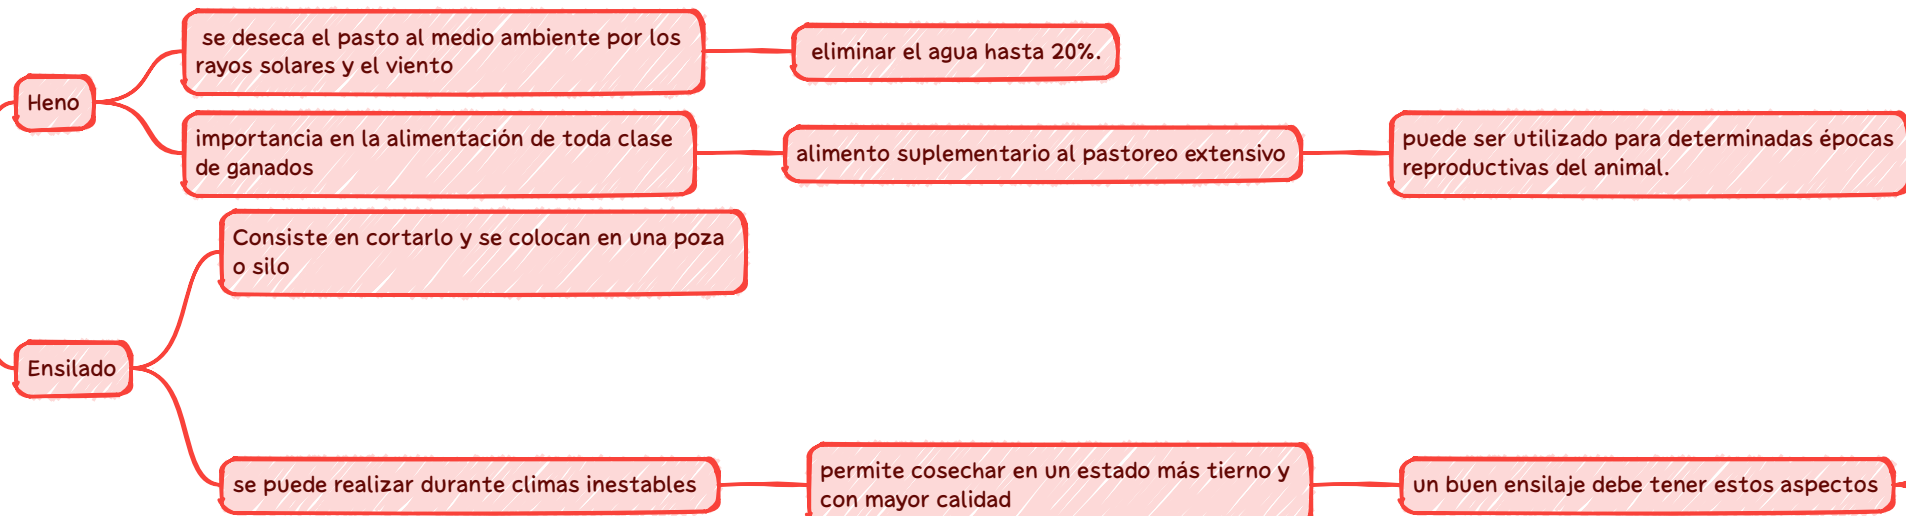 Heno
se deseca el pasto al medio ambiente por los
rayos solares y el viento
eliminar el agua hasta 20%.
importancia en la alimentación de toda clase
de ganados
alimento suplementario al pastoreo extensivo
puede ser utilizado para determinadas épocas
reproductivas del animal.
Ensilado
Consiste en cortarlo y se colocan en una poza
o silo
se puede realizar durante climas inestables
permite cosechar en un estado más tierno y
con mayor calidad
un buen ensilaje debe tener estos aspectos